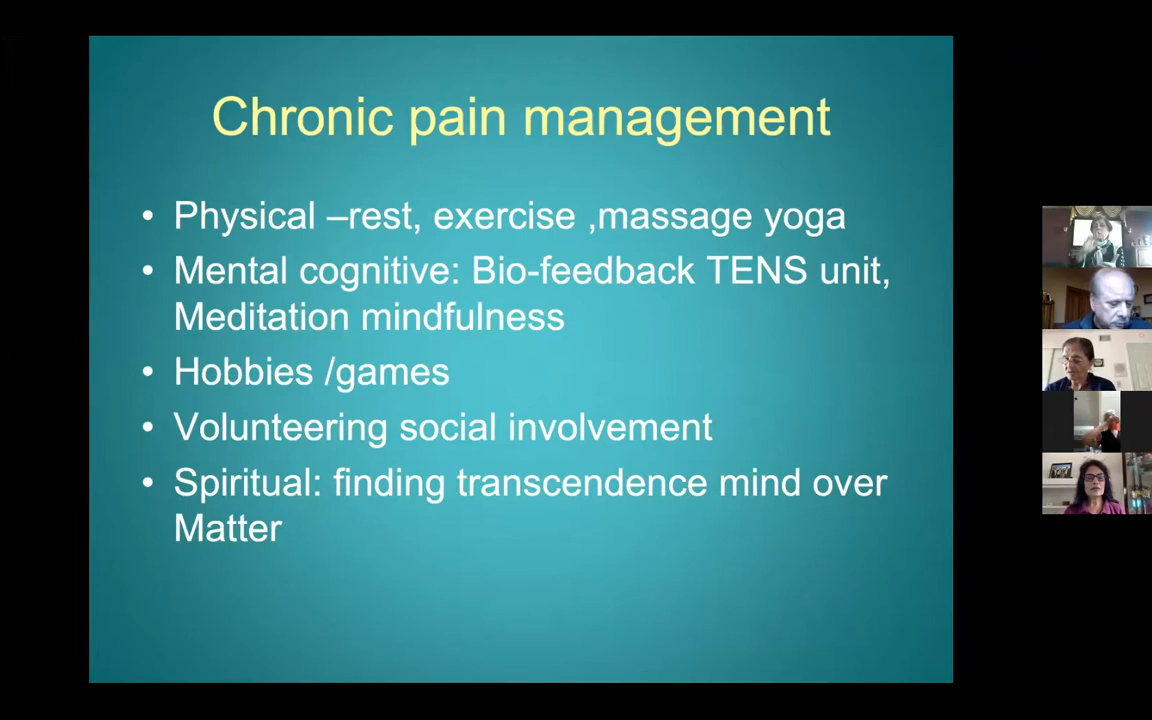 Chronic pain management
• Physical –rest, exercise ,massage yoga
• Mental cognitive: Bio-feedback TENS unit,
Meditation mindfulness
• Hobbies /games
• Volunteering social involvement
• Spiritual: finding transcendence mind over
Matter